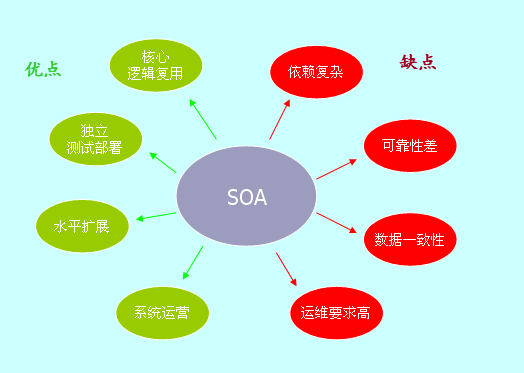 优点
缺点
核心
逻辑复用
依赖复杂
独立
测试部署
可靠性差
SOA
水平扩展
数据一致性
系统运营
运维要求高